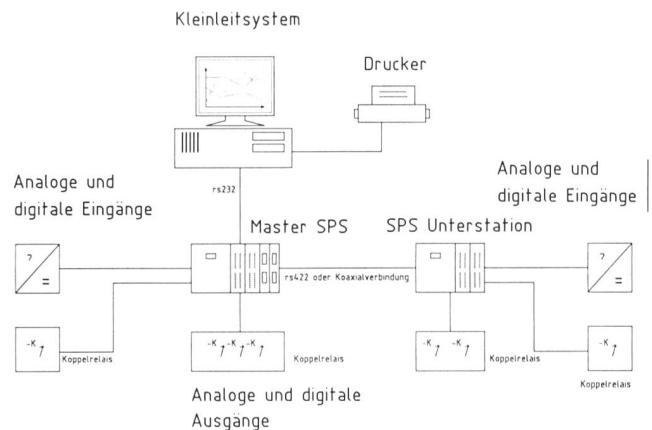 Kleinleitsystem
Drucker
rs232
Analoge und
digitale Eingänge
Analoge und
digitale Eingänge
Master SPS
SPS Unterstation
?
=
rs422 oder Koaxialverbindung
?
=
-K
Koppelrelais
-K -K -K
Koppelrelais
-K -K
Koppelrelais
-K
Koppelrelais
Analoge und digitale
Ausgänge